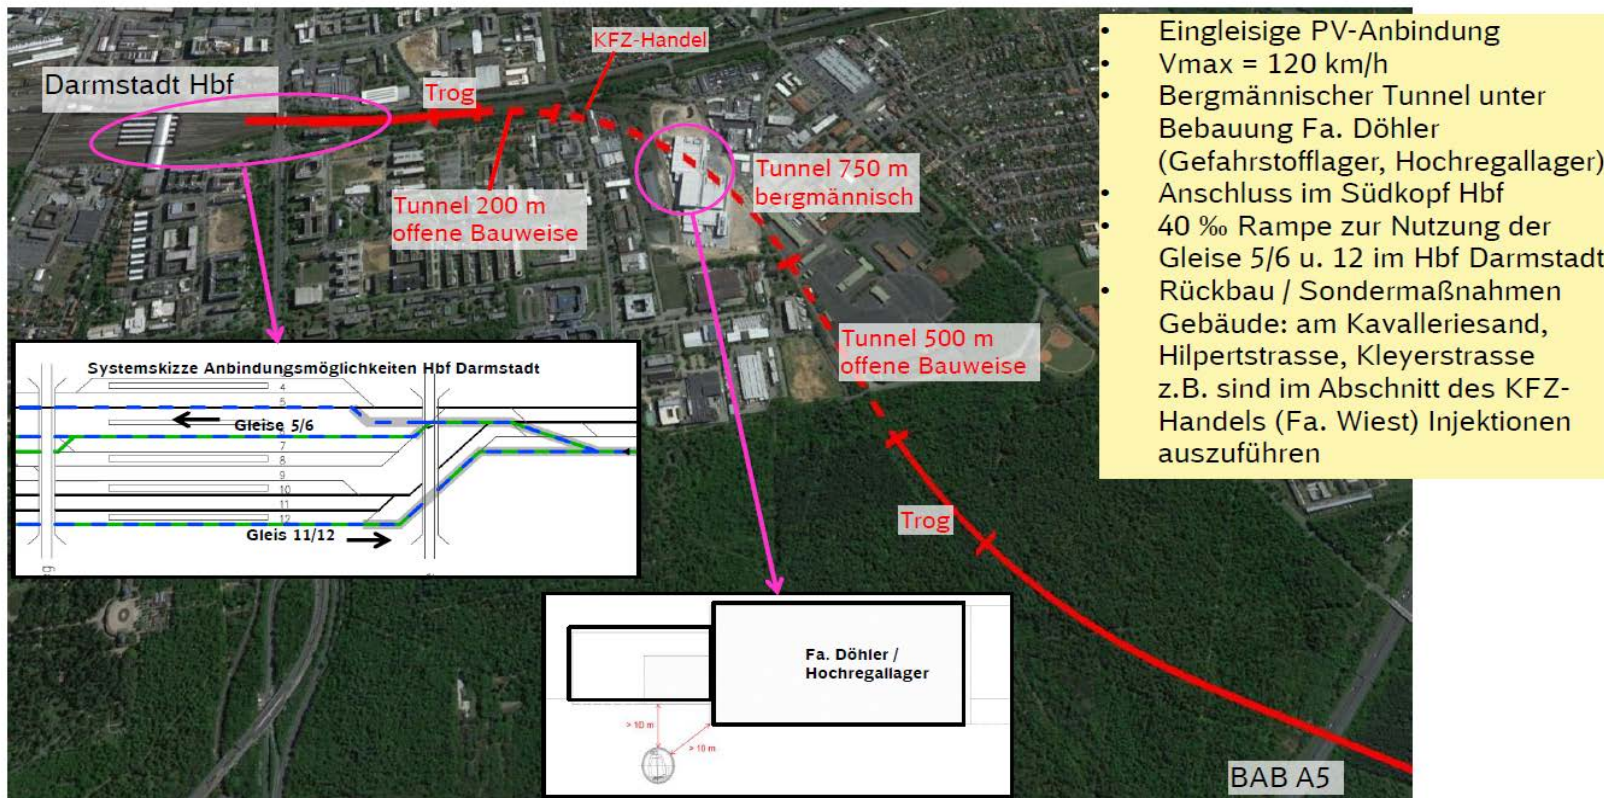 Darmstadt Hbf
KFZ-Handel
Trog
Tunnel 200 m
offene Bauweise
Tunnel 750 m
bergmännisch
Tunnel 500 m
offene Bauweise
Trog
BAB A5
• Eingleisige PV-Anbindung
• Vmax = 120 km/h
• Bergmännischer Tunnel unter
Bebauung Fa. Döhler
(Gefahrstofflager, Hochregallager)
• Anschluss im Südkopf Hbf
• 40 ‰ Rampe zur Nutzung der
Gleise 5/6 u. 12 im Hbf Darmstadt
• Rückbau / Sondermaßnahmen
Gebäude: am Kavalleriesand,
Hilpertstrasse, Kleyerstrasse
z.B. sind im Abschnitt des KFZ-
Handels (Fa. Wiest) Injektionen
auszuführen
Systemskizze Anbindungsmöglichkeiten Hbf Darmstadt
4
5
Gleise 5/6
7
8
9
10
11
12
Gleis 11/12
Fa. Döhler /
Hochregallager
> 10 m
> 10 m